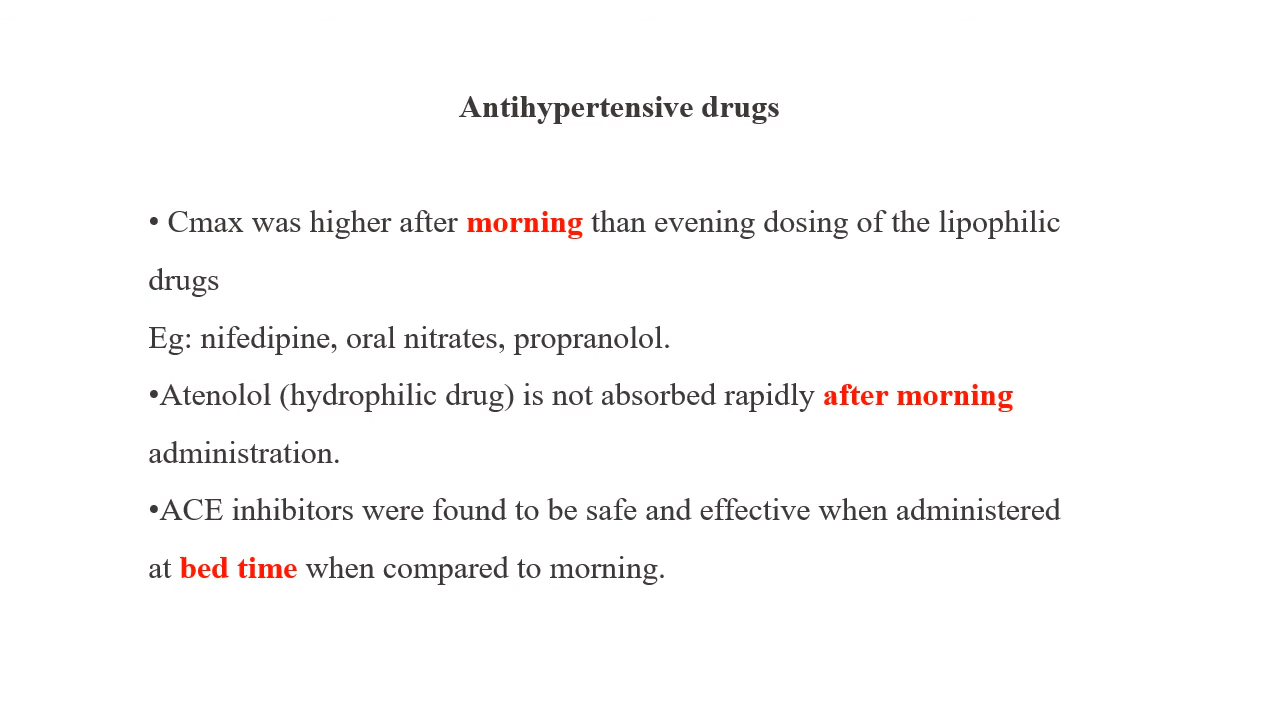 Antihypertensive drugs
• Cmax was higher after morning than evening dosing of the lipophilic
drugs
Eg: nifedipine, oral nitrates, propranolol.
•Atenolol (hydrophilic drug) is not absorbed rapidly after morning
administration.
•ACE inhibitors were found to be safe and effective when administered
at bed time when compared to morning.